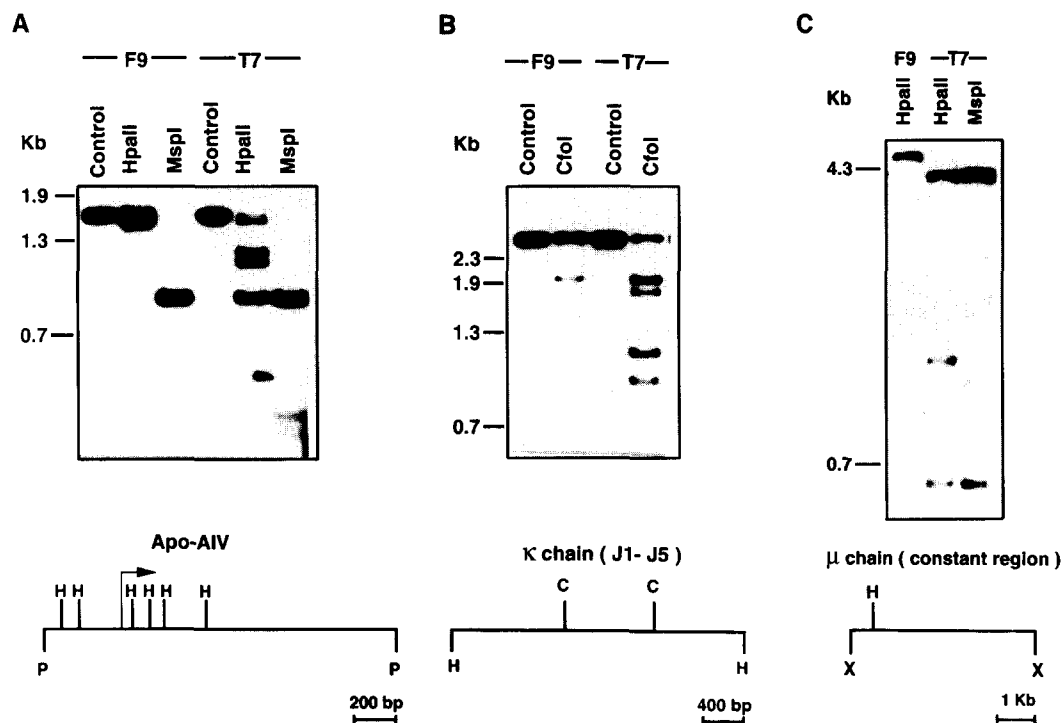 A
F9 T7
Kb
Control HpaII MspI Control HpaII MspI
1.9
1.3
0.7
Apo-AIV
H H H H H H
P P
200 bp
B
F9 T7
Kb
Control CfoI Control CfoI
2.3
1.9
1.3
0.7
κ chain ( J1- J5 )
C C
H H
400 bp
C
F9 T7
Kb
HpaII HpaII MspI
4.3
0.7
μ chain ( constant region )
H
X X
1 Kb